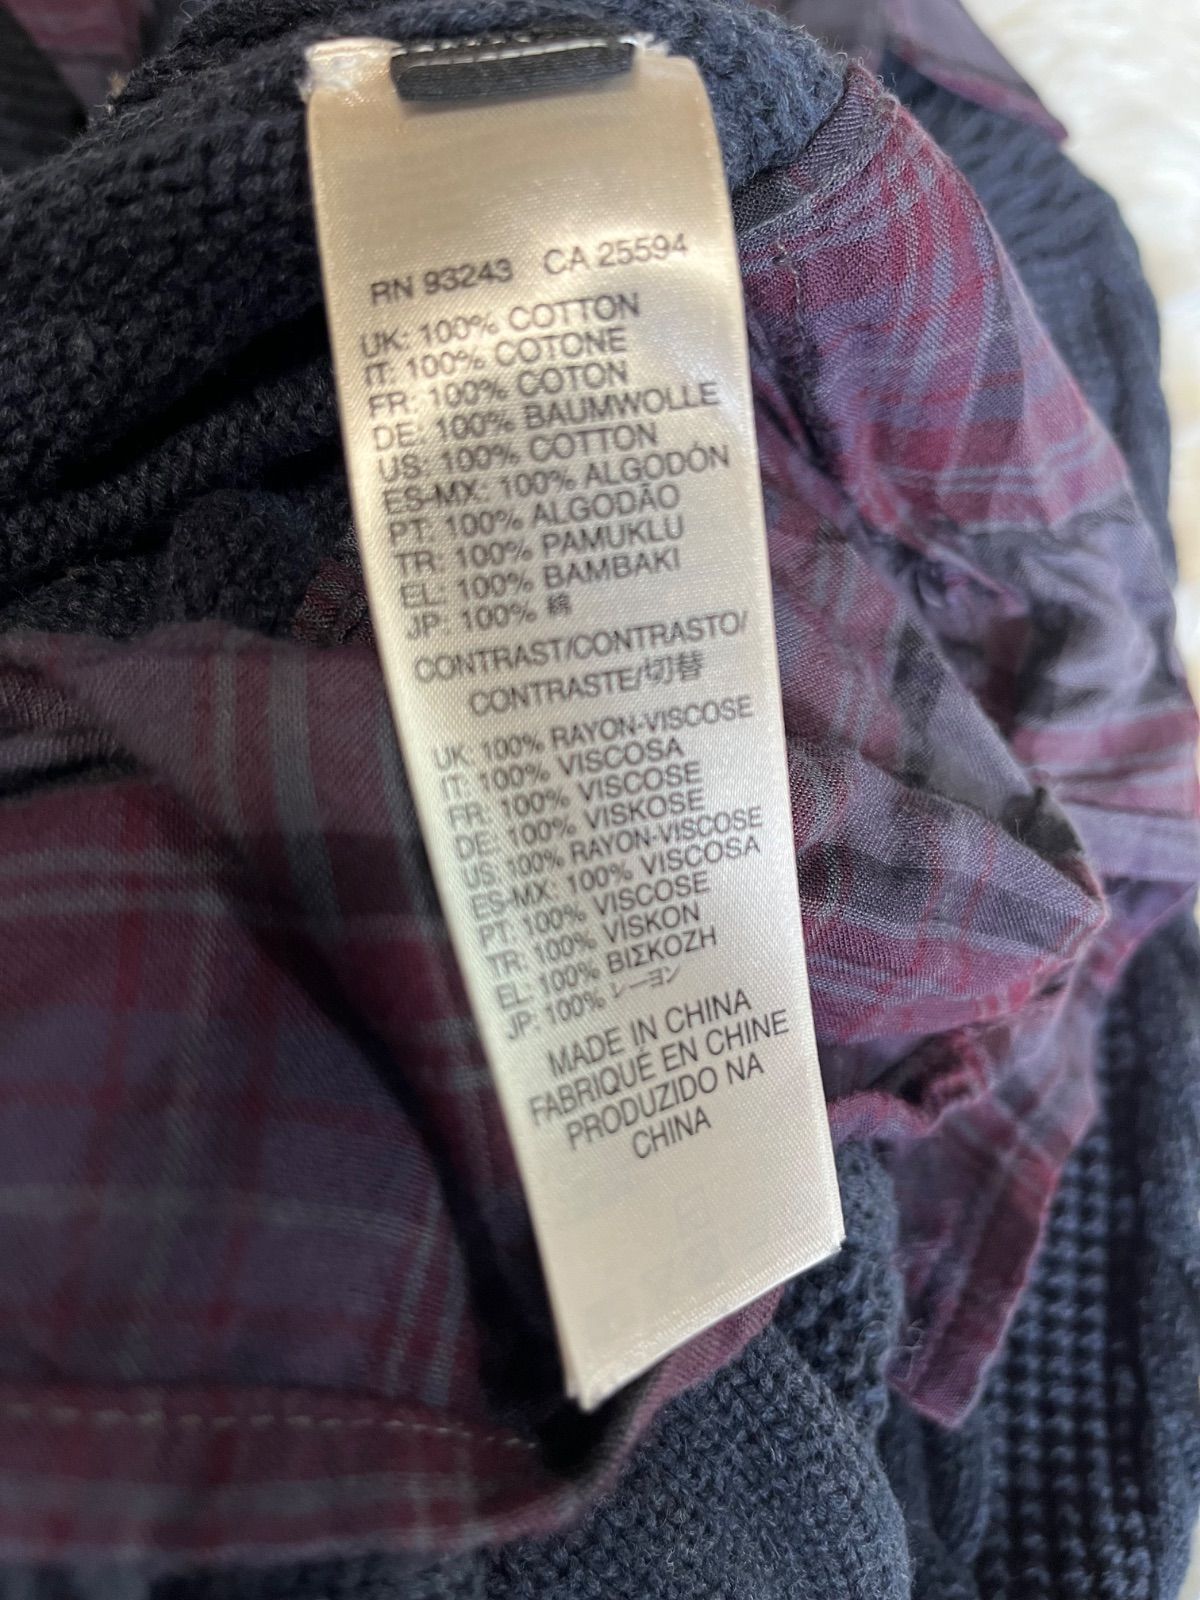 RN 93243 CA 25594
UK: 100% COTTON
IT: 100% COTONE
FR: 100% COTON
DE: 100% BAUMWOLLE
US: 100% COTTON
ES-MX: 100% ALGODÓN
PT: 100% ALGODÃO
TR: 100% PAMUKLU
EL: 100% BAMBAKI
JP: 100% 綿
CONTRAST/CONTRASTO/
CONTRASTE/切替
UK: 100% RAYON-VISCOSE
IT: 100% VISCOSA
FR: 100% VISCOSE
DE: 100% VISKOSE
US: 100% RAYON-VISCOSE
ES-MX: 100% VISCOSA
PT: 100% VISCOSE
TR: 100% VİSKON
EL: 100% ΒΙΣΚΟΖΗ
JP: 100% レーヨン
MADE IN CHINA
FABRIQUÉ EN CHINE
PRODUZIDO NA
CHINA